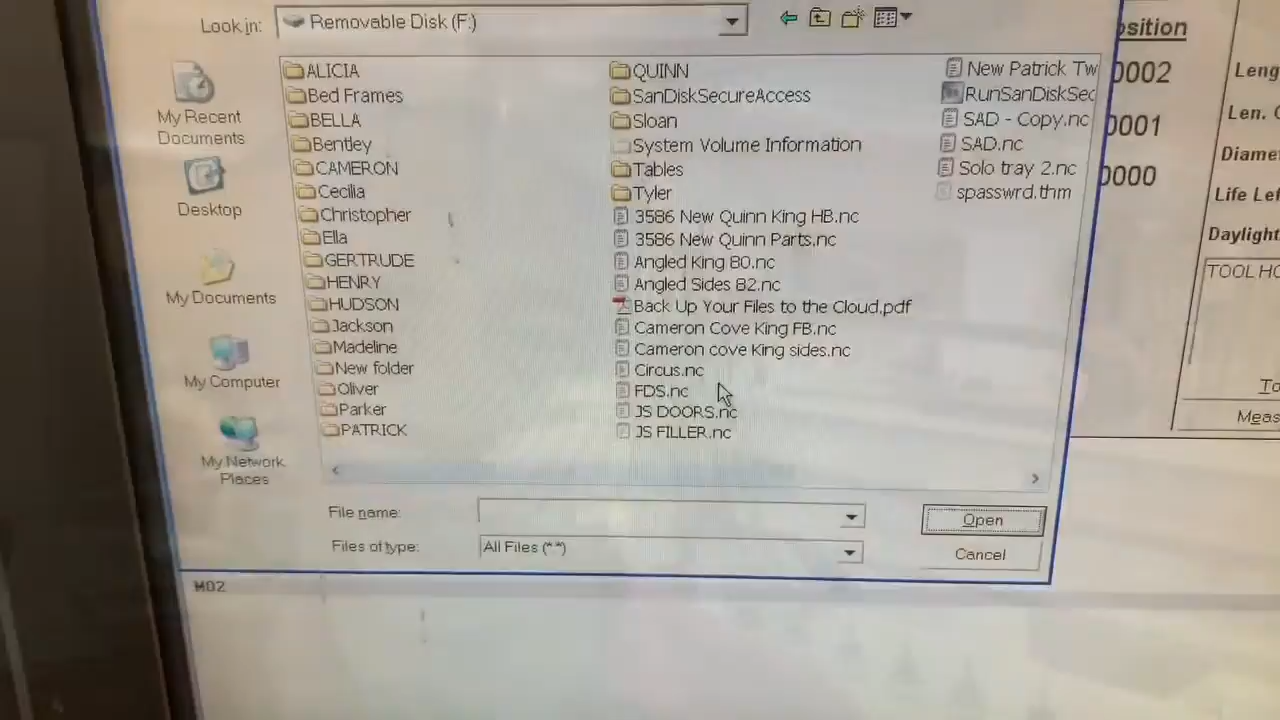 Look in: Removable Disk (F:)
My Recent Documents
Desktop
My Documents
My Computer
My Network Places
ALICIA
Bed Frames
BELLA
Bentley
CAMERON
Cecilia
Christopher
Ella
GERTRUDE
HENRY
HUDSON
Jackson
Madeline
New folder
Oliver
Parker
PATRICK
QUINN
SanDiskSecureAccess
Sloan
System Volume Information
Tables
Tyler
3586 New Quinn King HB.nc
3586 New Quinn Parts.nc
Angled King 80.nc
Angled Sides 82.nc
Back Up Your Files to the Cloud.pdf
Cameron Cove King FB.nc
Cameron cove King sides.nc
Circus.nc
FDS.nc
JS DOORS.nc
JS FILLER.nc
New Patrick Tw
RunSanDiskSec
SAD - Copy.nc
SAD.nc
Solo tray 2.nc
spasswrd.thm
File name:
Open
Files of type: All Files (*.*)
Cancel
M02
osition
0002
0001
0000
Leng
Len.
Diame
Life Lef
Daylight
TOOL HO
To
Meas